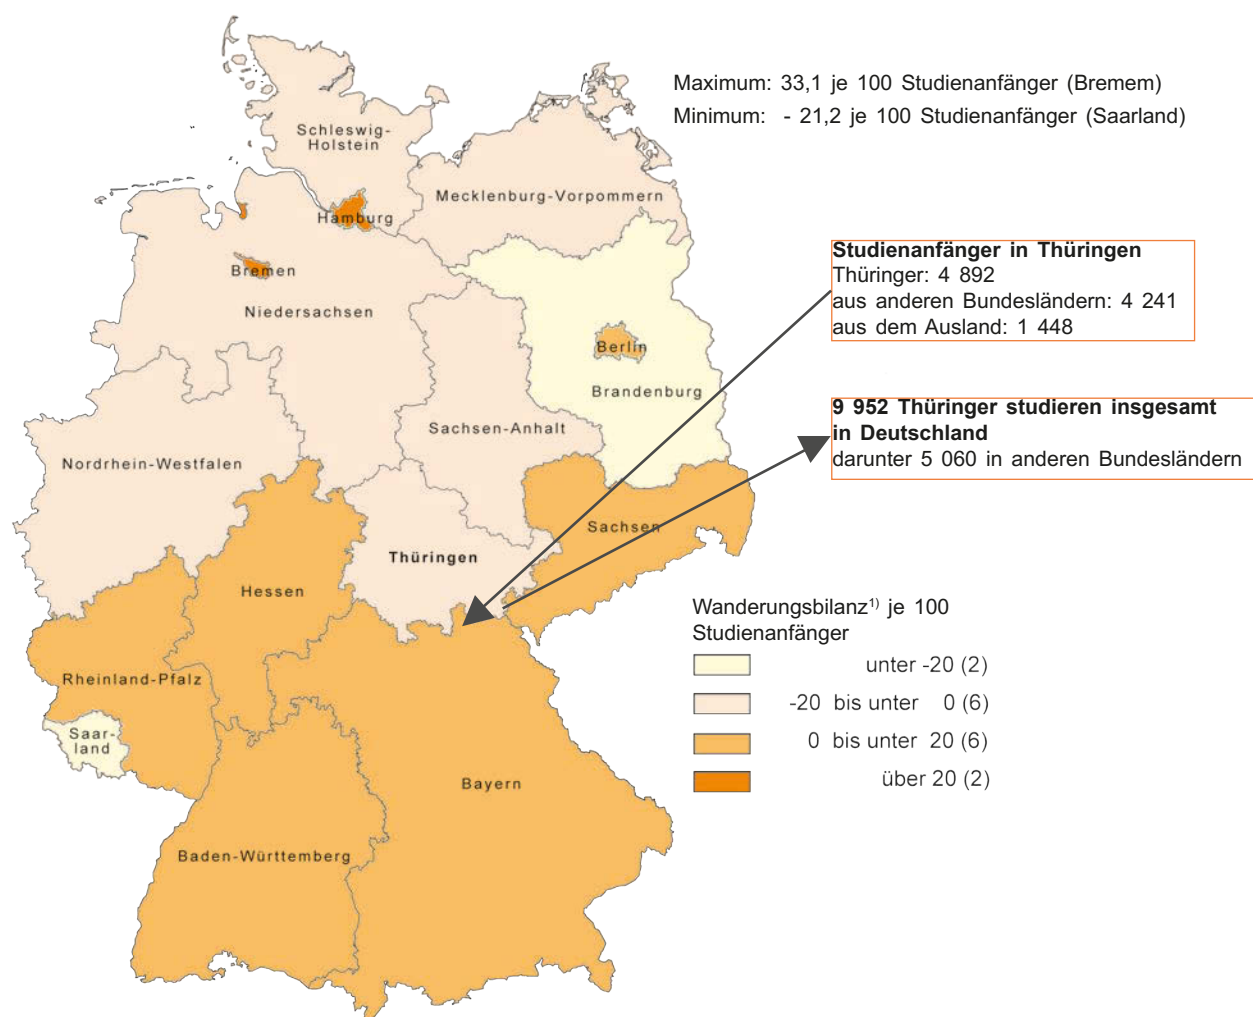 Maximum: 33,1 je 100 Studienanfänger (Bremem)
Minimum: - 21,2 je 100 Studienanfänger (Saarland)
Schleswig-
Holstein
Mecklenburg-Vorpommern
Hamburg
Bremen
Niedersachsen
Berlin
Brandenburg
Sachsen-Anhalt
Nordrhein-Westfalen
Sachsen
Thüringen
Hessen
Rheinland-Pfalz
Saar-
land
Bayern
Baden-Württemberg
Studienanfänger in Thüringen
Thüringer: 4 892
aus anderen Bundesländern: 4 241
aus dem Ausland: 1 448
9 952 Thüringer studieren insgesamt
in Deutschland
darunter 5 060 in anderen Bundesländern
Wanderungsbilanz¹⁾ je 100
Studienanfänger
unter -20 (2)
-20 bis unter 0 (6)
0 bis unter 20 (6)
über 20 (2)